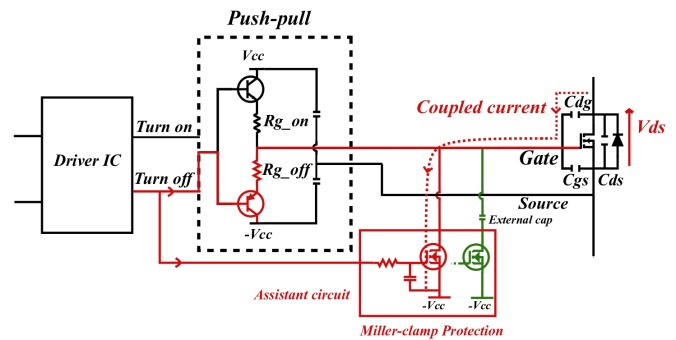 Push-pull
Vcc
Coupled current
Cdg
Vds
Turn on
Rg_on
Driver IC
Gate
Turn off
Rg_off
Cgs
Cds
Source
-Vcc
External cap
Assistant circuit
-Vcc
-Vcc
Miller-clamp Protection